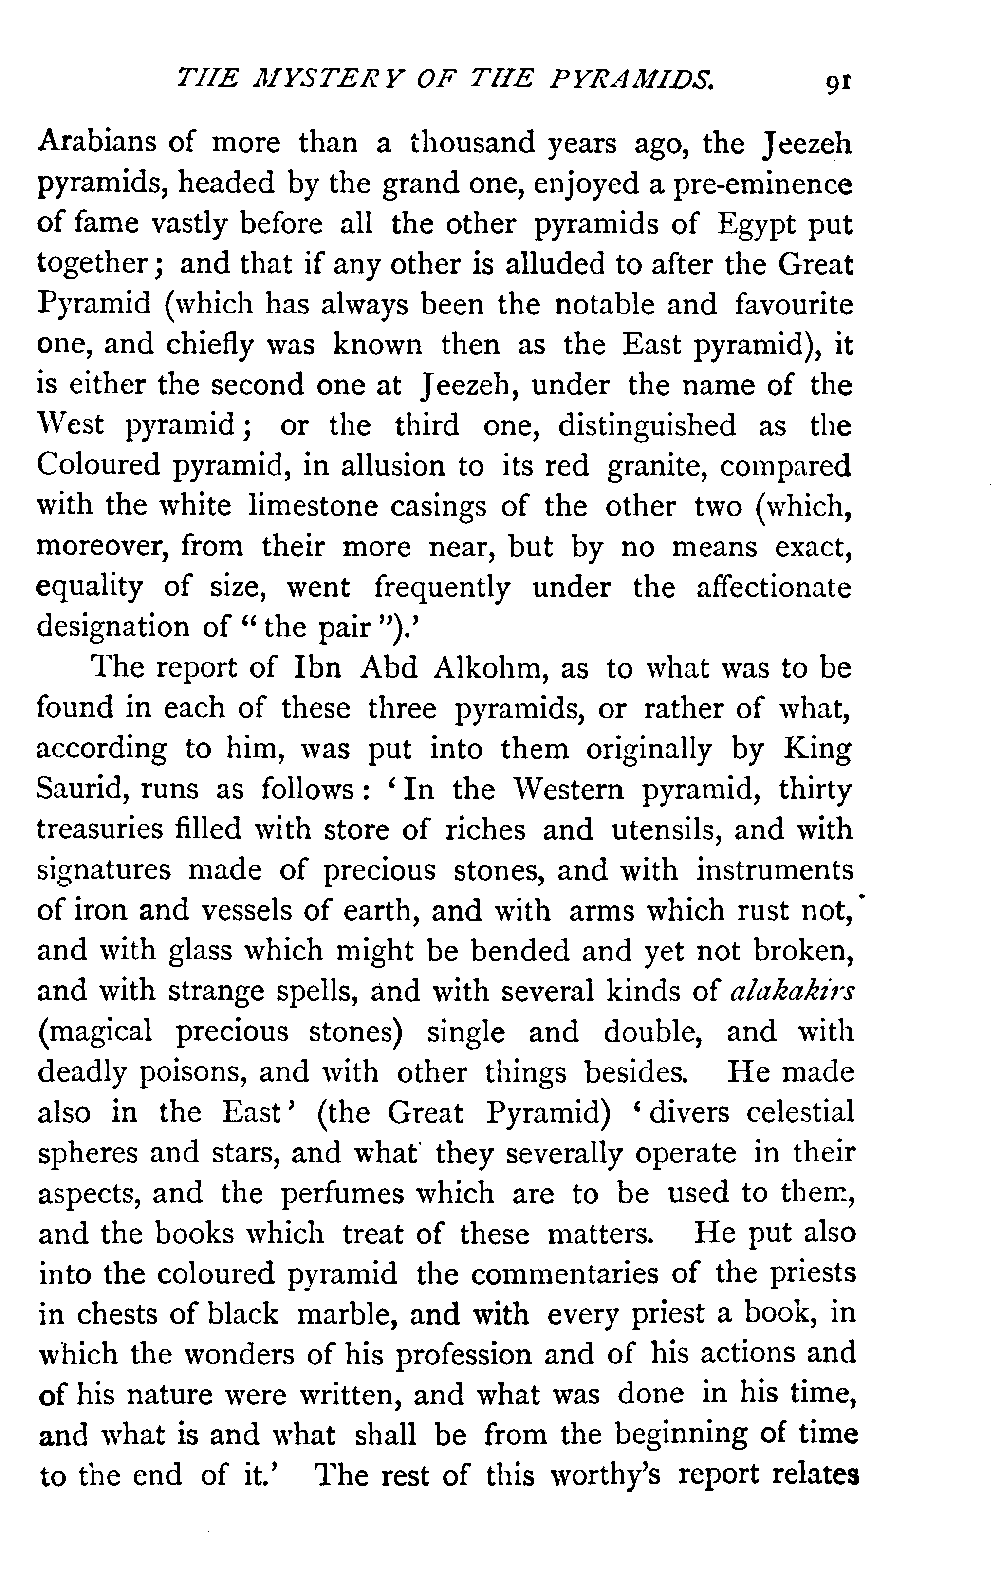 THE MYSTERY OF THE PYRAMIDS. 91
Arabians of more than a thousand years ago, the Jeezeh
pyramids, headed by the grand one, enjoyed a pre-eminence
of fame vastly before all the other pyramids of Egypt put
together; and that if any other is alluded to after the Great
Pyramid (which has always been the notable and favourite
one, and chiefly was known then as the East pyramid), it
is either the second one at Jeezeh, under the name of the
West pyramid; or the third one, distinguished as the
Coloured pyramid, in allusion to its red granite, compared
with the white limestone casings of the other two (which,
moreover, from their more near, but by no means exact,
equality of size, went frequently under the affectionate
designation of “the pair”).’
The report of Ibn Abd Alkohm, as to what was to be
found in each of these three pyramids, or rather of what,
according to him, was put into them originally by King
Saurid, runs as follows: ‘In the Western pyramid, thirty
treasuries filled with store of riches and utensils, and with
signatures made of precious stones, and with instruments
of iron and vessels of earth, and with arms which rust not,
and with glass which might be bended and yet not broken,
and with strange spells, and with several kinds of alakakirs
(magical precious stones) single and double, and with
deadly poisons, and with other things besides. He made
also in the East’ (the Great Pyramid) ‘divers celestial
spheres and stars, and what they severally operate in their
aspects, and the perfumes which are to be used to them,
and the books which treat of these matters. He put also
into the coloured pyramid the commentaries of the priests
in chests of black marble, and with every priest a book, in
which the wonders of his profession and of his actions and
of his nature were written, and what was done in his time,
and what is and what shall be from the beginning of time
to the end of it.’ The rest of this worthy’s report relates